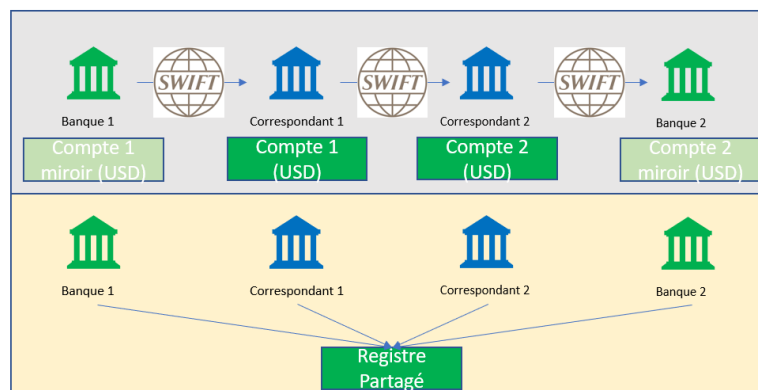 SWIFT SWIFT SWIFT
Banque 1 Correspondant 1 Correspondant 2 Banque 2
Compte 1 Compte 1 Compte 2 Compte 2
miroir (USD) (USD) (USD) miroir (USD)
Banque 1 Correspondant 1 Correspondant 2 Banque 2
Registre
Partagé